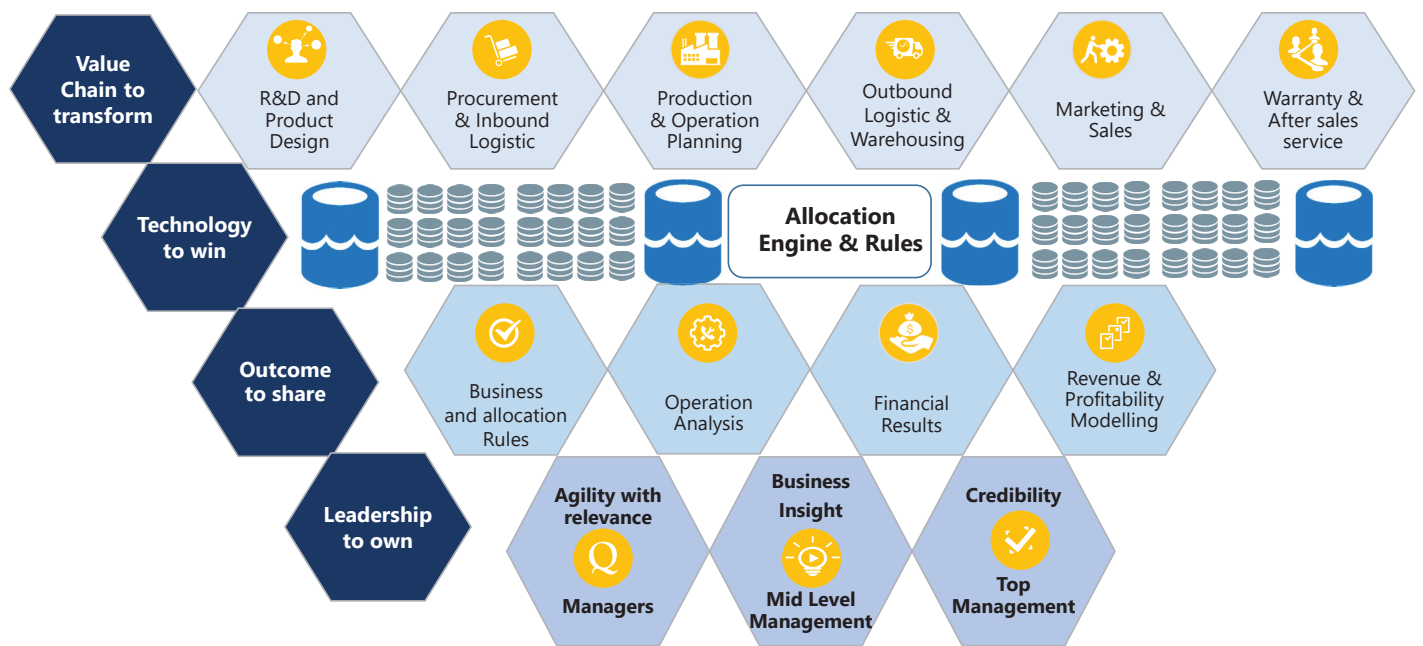 Value
Chain to
transform
R&D and
Product
Design
Procurement
& Inbound
Logistic
Production
& Operation
Planning
Outbound
Logistic &
Warehousing
Marketing &
Sales
Warranty &
After sales
service
Technology
to win
Allocation
Engine & Rules
Outcome
to share
Business
and allocation
Rules
Operation
Analysis
$
Financial
Results
Revenue &
Profitability
Modelling
Leadership
to own
Agility with
relevance
Q
Managers
Business
Insight
Mid Level
Management
Credibility
Top
Management